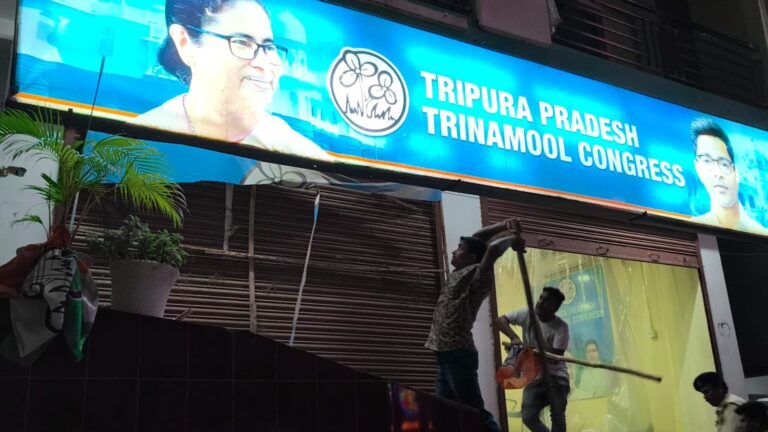 TRIPURA PRADESH
TRINAMOOL CONGRESS